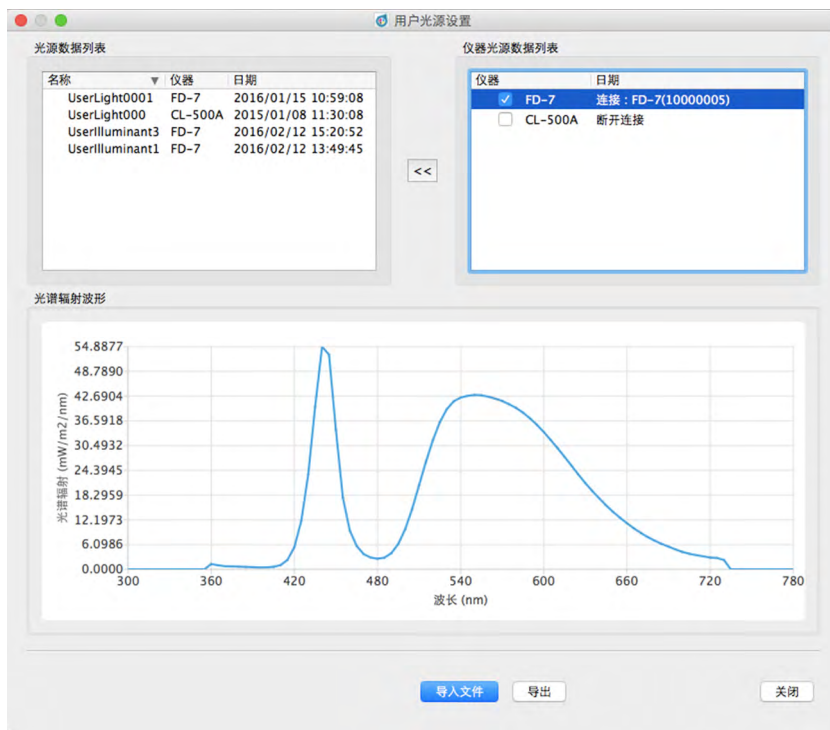 用户光源设置
光源数据列表
名称 ▼ 仪器 日期
UserLight0001 FD-7 2016/01/15 10:59:08
UserLight000 CL-500A 2015/01/08 11:30:08
UserIlluminant3 FD-7 2016/02/12 15:20:52
UserIlluminant1 FD-7 2016/02/12 13:49:45
<<
仪器光源数据列表
仪器 日期
FD-7 连接：FD-7(10000005)
CL-500A 断开连接
光谱辐射波形
光谱辐射 (mW/m2/nm)
54.8877
48.7890
42.6904
36.5918
30.4932
24.3945
18.2959
12.1973
6.0986
0.0000
300 360 420 480 540 600 660 720 780
波长 (nm)
导入文件 导出 关闭